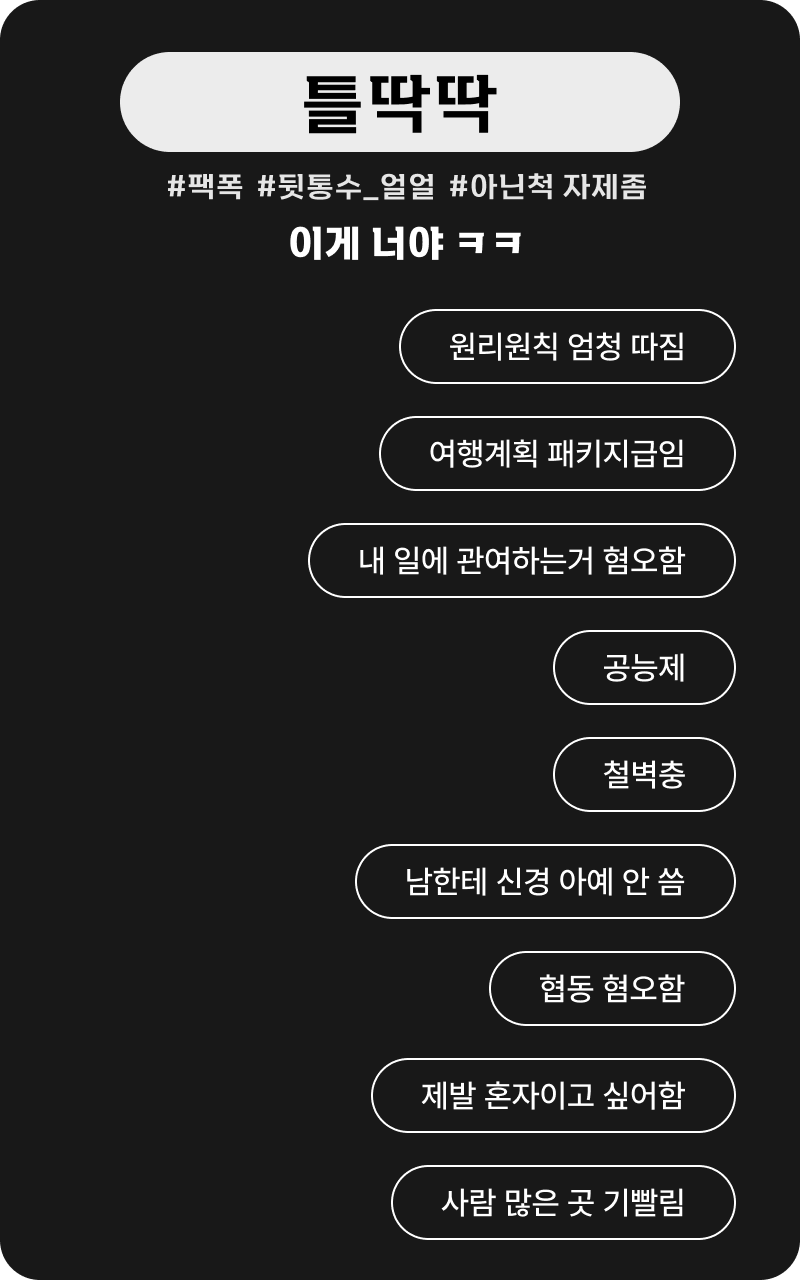 틀딱딱
#팩폭 #뒷통수_얼얼 #아닌척 자제좀
이게 너야 ㅋㅋ
원리원칙 엄청 따짐
여행계획 패키지급임
내 일에 관여하는거 혐오함
공능제
철벽충
남한테 신경 아예 안 씀
협동 혐오함
제발 혼자이고 싶어함
사람 많은 곳 기빨림